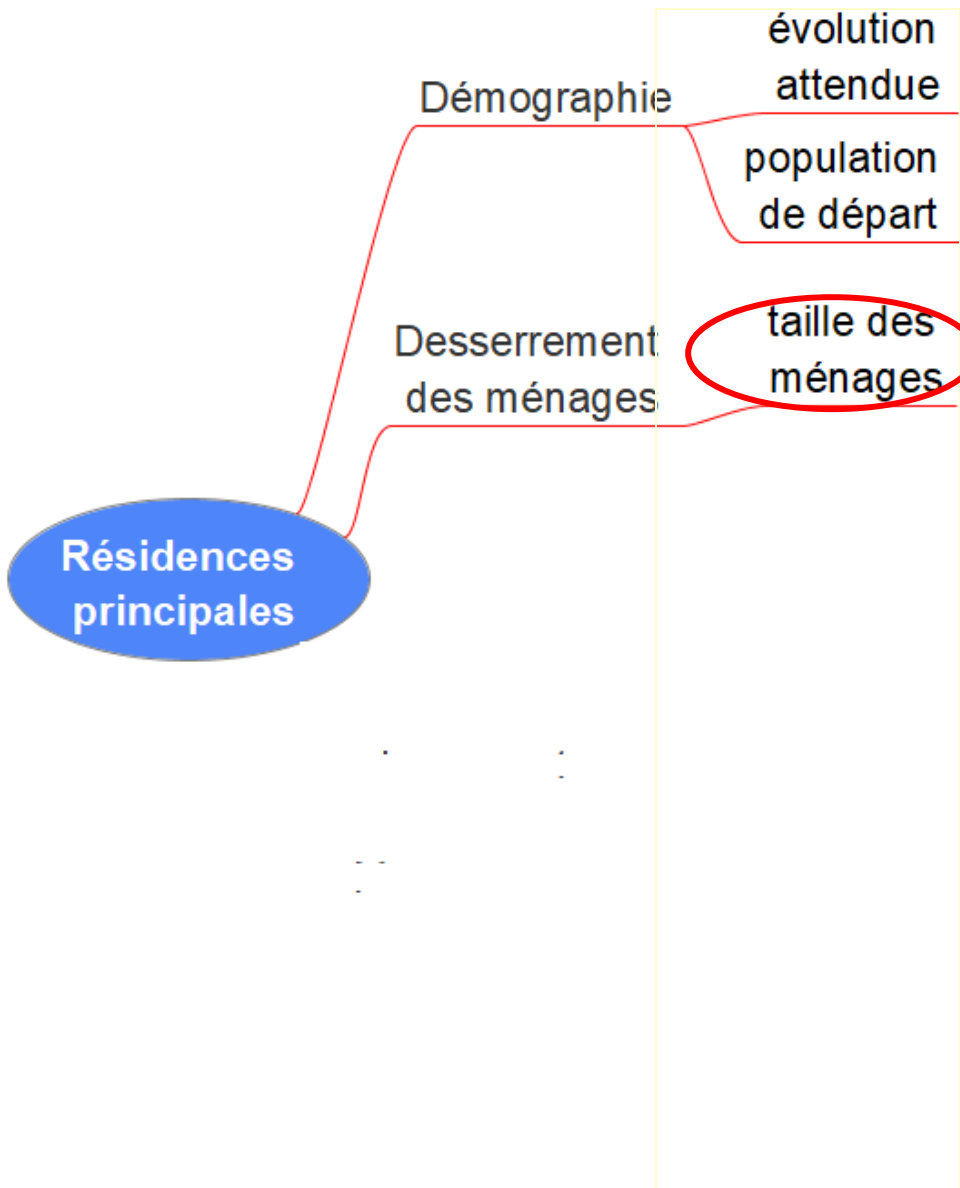 évolution
attendue
Démographie
population
de départ
taille des
ménages
Desserrement
des ménages
Résidences
principales